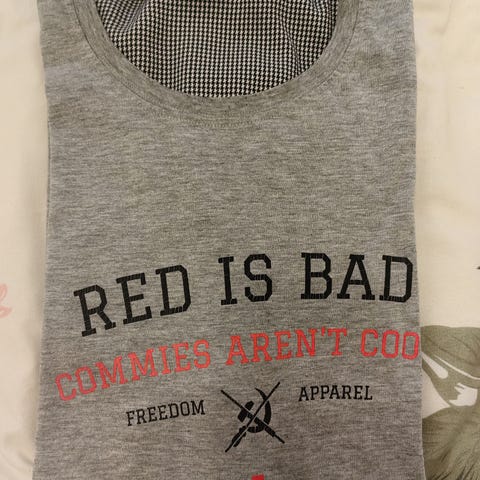 RED IS BAD
COMMIES AREN'T COO
FREEDOM APPAREL